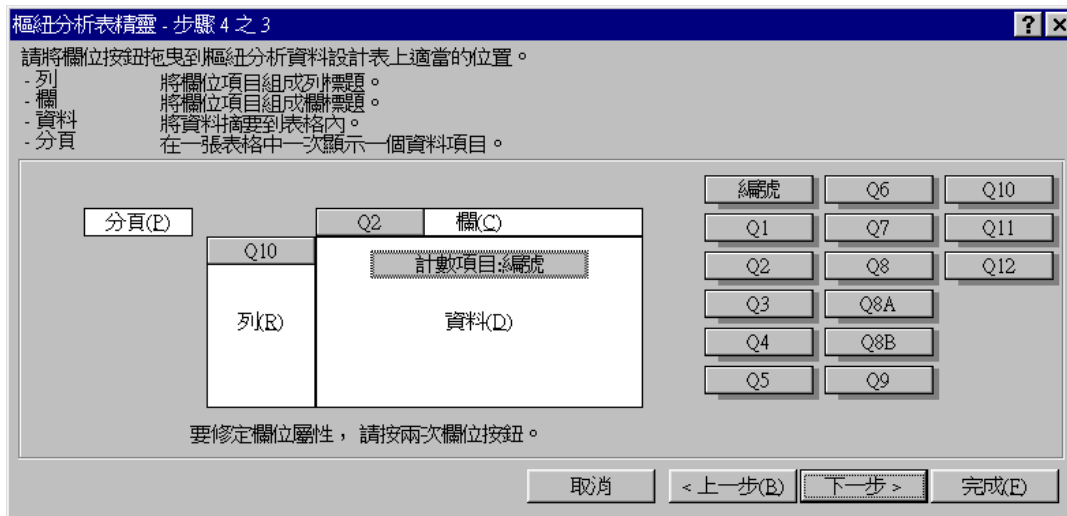 樞紐分析表精靈 - 步驟 4 之 3
請將欄位按鈕拖曳到樞紐分析資料設計表上適當的位置。
- 列 將欄位項目組成列標題。
- 欄 將欄位項目組成欄標題。
- 資料 將資料摘要到表格內。
- 分頁 在一張表格中一次顯示一個資料項目。
分頁(P)
Q2 欄(C)
Q10
計數項目:編號
列(R) 資料(D)
編號 Q6 Q10
Q1 Q7 Q11
Q2 Q8 Q12
Q3 Q8A
Q4 Q8B
Q5 Q9
要修定欄位屬性， 請按兩次欄位按鈕。
取消 < 上一步(B) 下一步 > 完成(F)